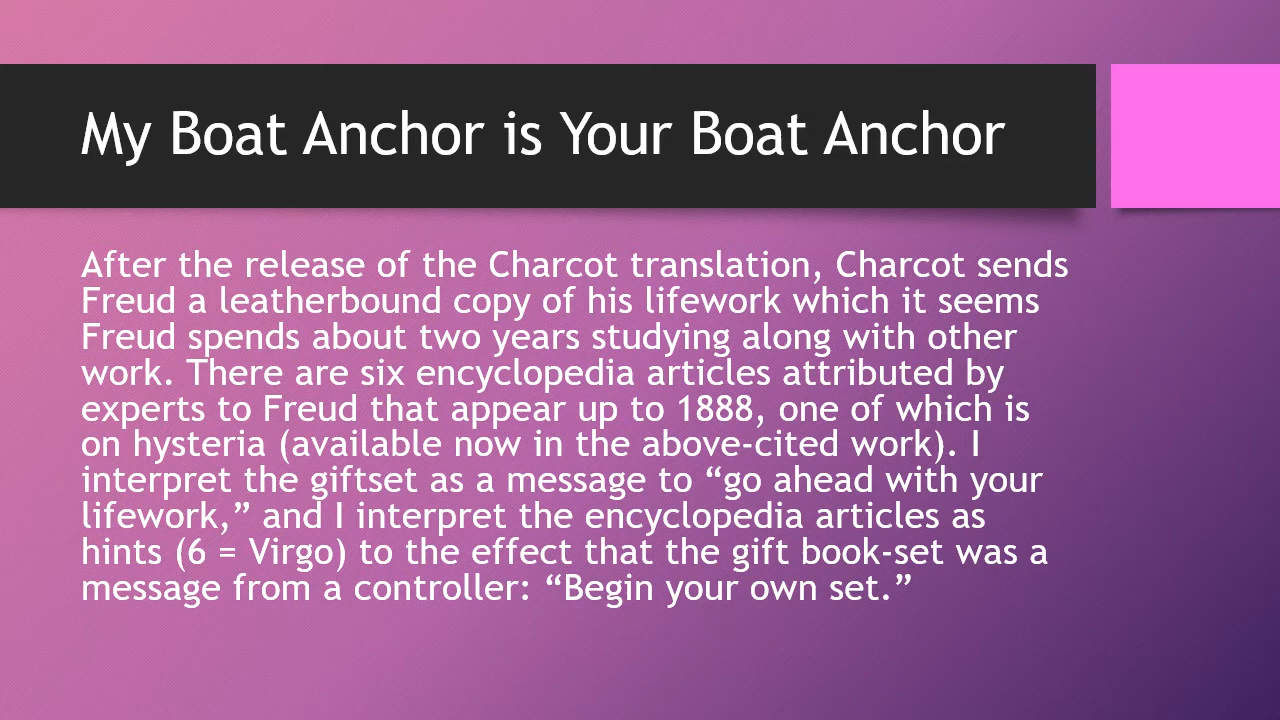 My Boat Anchor is Your Boat Anchor
After the release of the Charcot translation, Charcot sends
Freud a leatherbound copy of his lifework which it seems
Freud spends about two years studying along with other
work. There are six encyclopedia articles attributed by
experts to Freud that appear up to 1888, one of which is
on hysteria (available now in the above-cited work). I
interpret the giftset as a message to “go ahead with your
lifework,” and I interpret the encyclopedia articles as
hints (6 = Virgo) to the effect that the gift book-set was a
message from a controller: “Begin your own set.”